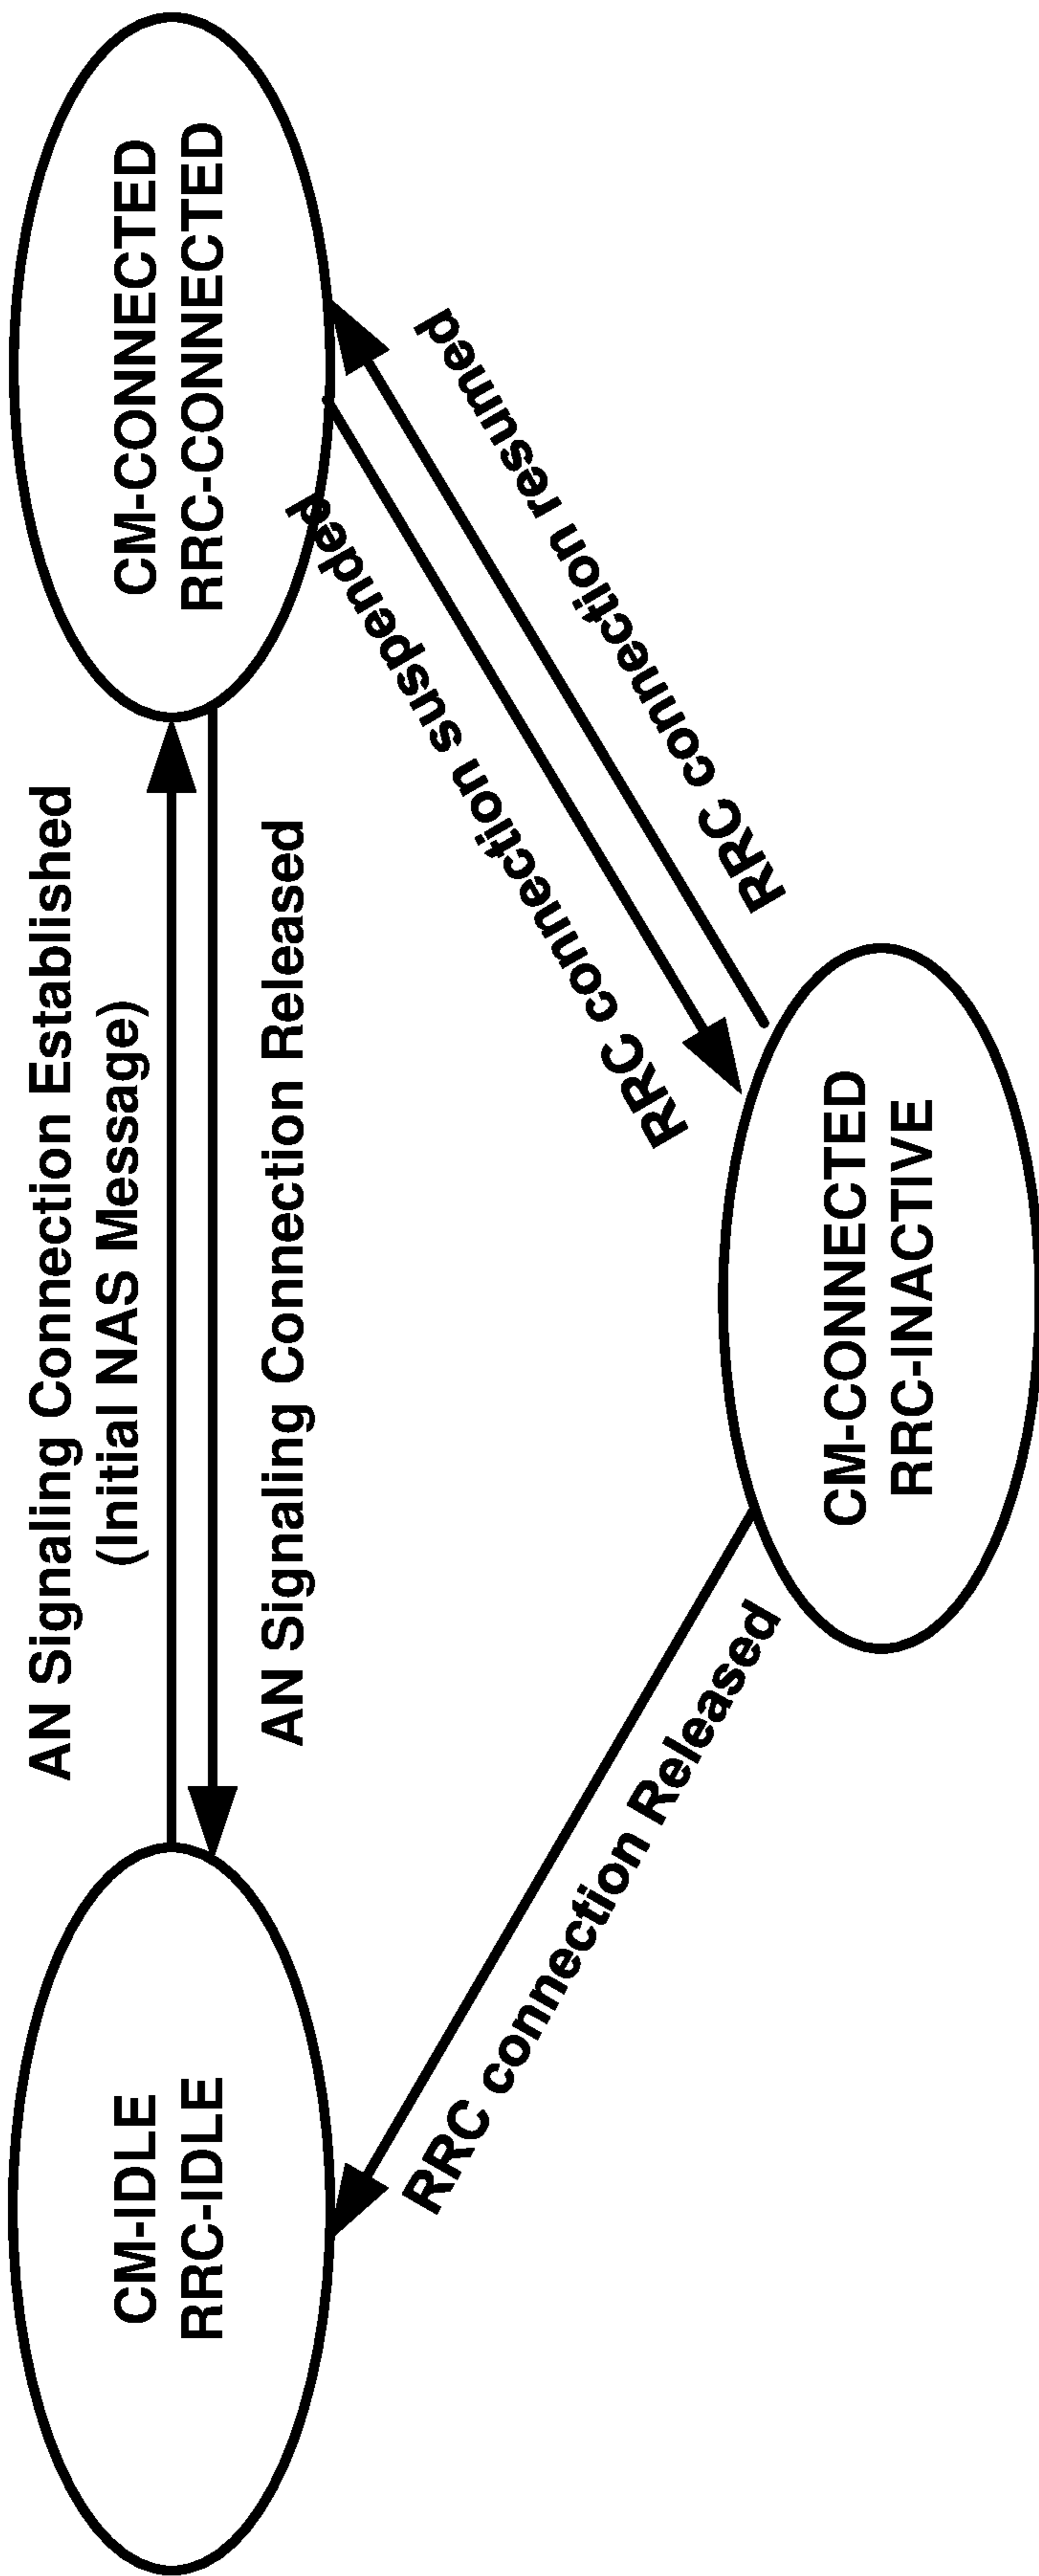 AN Signaling Connection Established
(Initial NAS Message)
CM-IDLE
RRC-IDLE
CM-CONNECTED
RRC-CONNECTED
AN Signaling Connection Released
RRC connection Released
RRC connection suspended
RRC connection resumed
CM-CONNECTED
RRC-INACTIVE